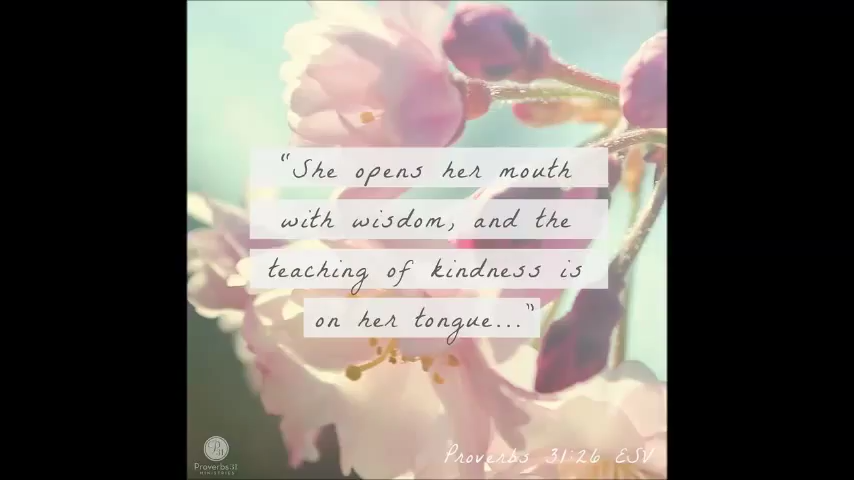 “She opens her mouth
with wisdom, and the
teaching of kindness is
on her tongue...”
Proverbs 31:26 ESV
Proverbs 31
MINISTRIES